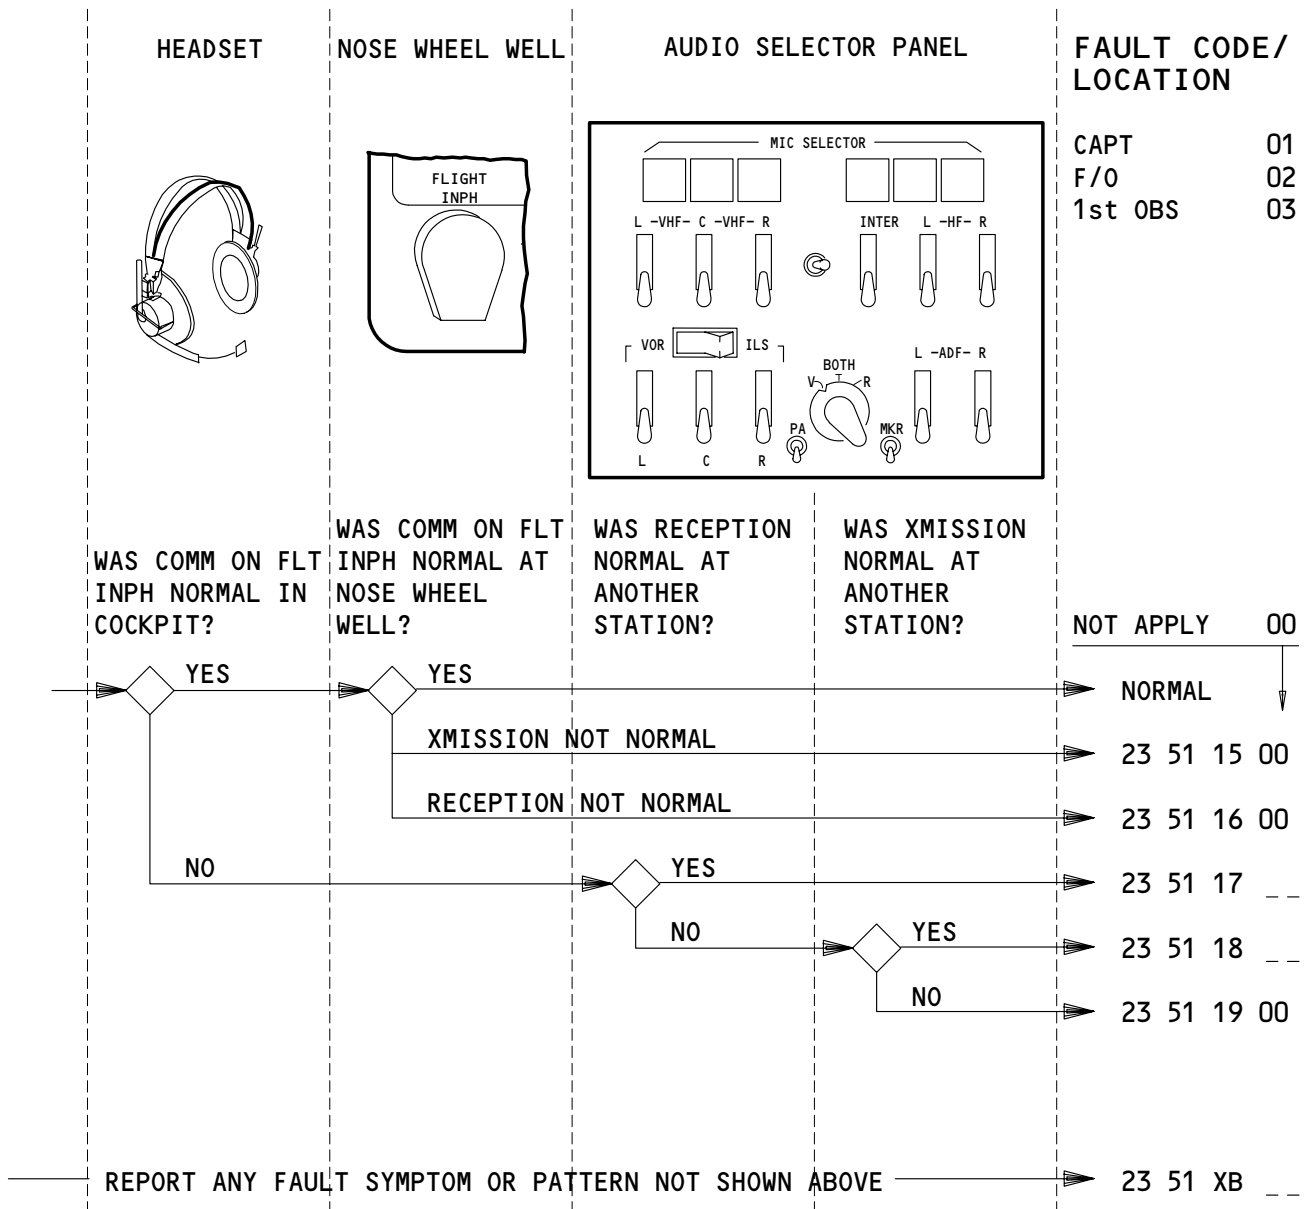 HEADSET
NOSE WHEEL WELL
AUDIO SELECTOR PANEL
FAULT CODE/
LOCATION
CAPT 01
F/O 02
1st OBS 03
FLIGHT
INPH
MIC SELECTOR
L -VHF- C -VHF- R
INTER
L -HF- R
VOR
ILS
BOTH
V
R
L -ADF- R
PA
MKR
L C R
WAS COMM ON FLT
INPH NORMAL IN
COCKPIT?
WAS COMM ON FLT
INPH NORMAL AT
NOSE WHEEL
WELL?
WAS RECEPTION
NORMAL AT
ANOTHER
STATION?
WAS XMISSION
NORMAL AT
ANOTHER
STATION?
NOT APPLY 00
YES
YES
NORMAL
XMISSION NOT NORMAL
23 51 15 00
RECEPTION NOT NORMAL
23 51 16 00
NO
YES
23 51 17 _ _
NO
YES
23 51 18 _ _
NO
23 51 19 00
REPORT ANY FAULT SYMPTOM OR PATTERN NOT SHOWN ABOVE
23 51 XB _ _